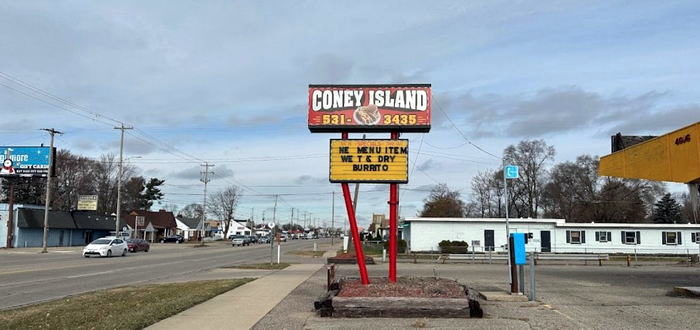 CONEY ISLAND
531-3435
NE MENU ITEM
WET & DRY
BURRITO
GIFT CARDS